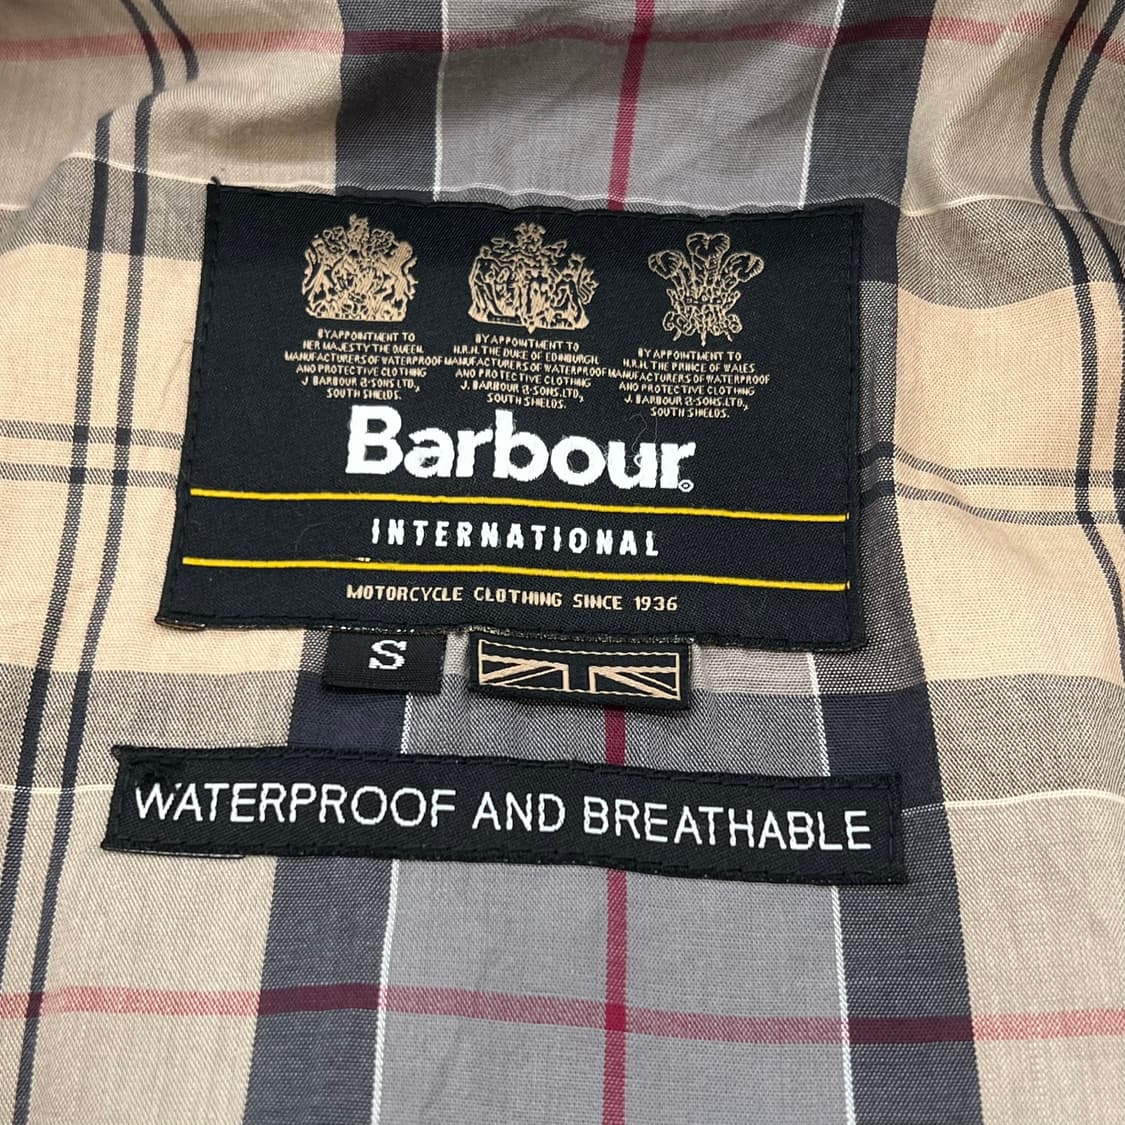 BY APPOINTMENT TO
HER MAJESTY THE QUEEN
MANUFACTURERS OF WATERPROOF
AND PROTECTIVE CLOTHING
J BARBOUR & SONS LTD,
SOUTH SHIELDS.
BY APPOINTMENT TO
H.R.H. THE DUKE OF EDINBURGH
MANUFACTURERS OF WATERPROOF
AND PROTECTIVE CLOTHING
J. BARBOUR & SONS LTD,
SOUTH SHIELDS.
BY APPOINTMENT TO
H.R.H. THE PRINCE OF WALES
MANUFACTURERS OF WATERPROOF
AND PROTECTIVE CLOTHING
J. BARBOUR & SONS LTD,
SOUTH SHIELDS.
Barbour®
INTERNATIONAL
MOTORCYCLE CLOTHING SINCE 1936
S
WATERPROOF AND BREATHABLE